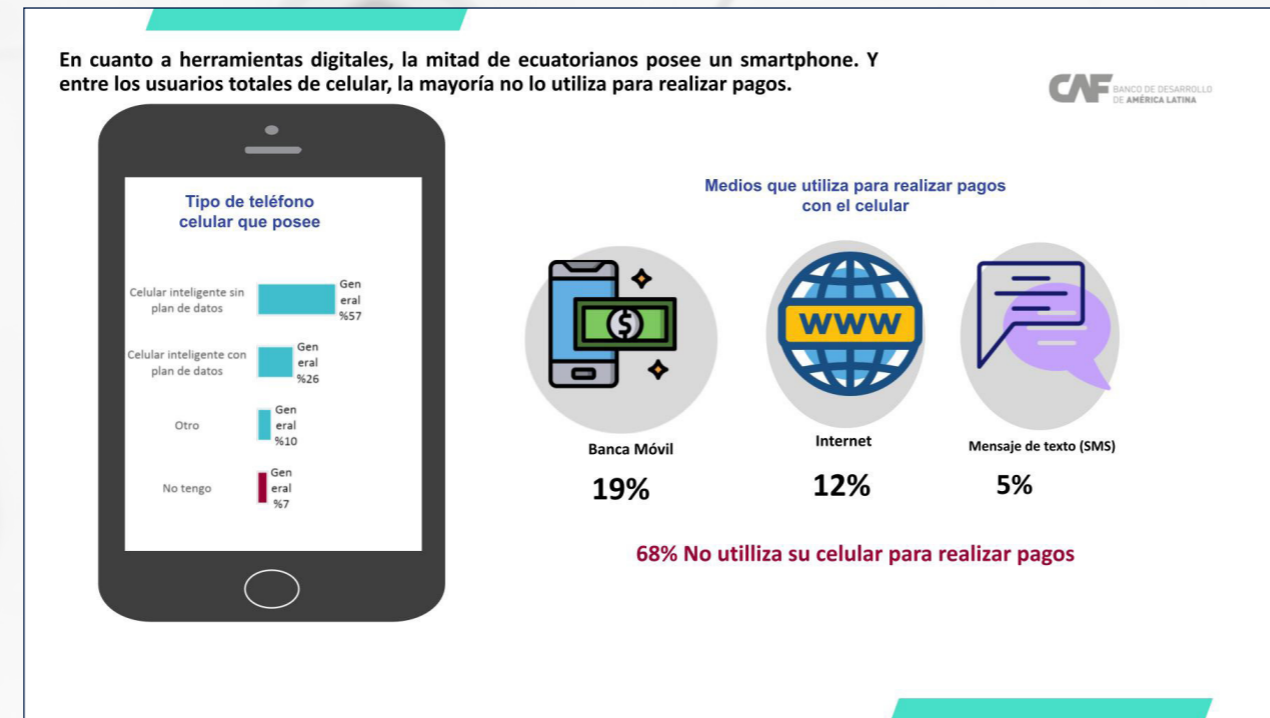 En cuanto a herramientas digitales, la mitad de ecuatorianos posee un smartphone. Y
entre los usuarios totales de celular, la mayoría no lo utiliza para realizar pagos.
CAF BANCO DE DESARROLLO
DE AMÉRICA LATINA
Tipo de teléfono
celular que posee
Celular inteligente sin
plan de datos
Gen
eral
%57
Celular inteligente con
plan de datos
Gen
eral
%26
Otro
Gen
eral
%10
No tengo
Gen
eral
%7
Medios que utiliza para realizar pagos
con el celular
$
WWW
Banca Móvil
19%
Internet
12%
Mensaje de texto (SMS)
5%
68% No utilliza su celular para realizar pagos